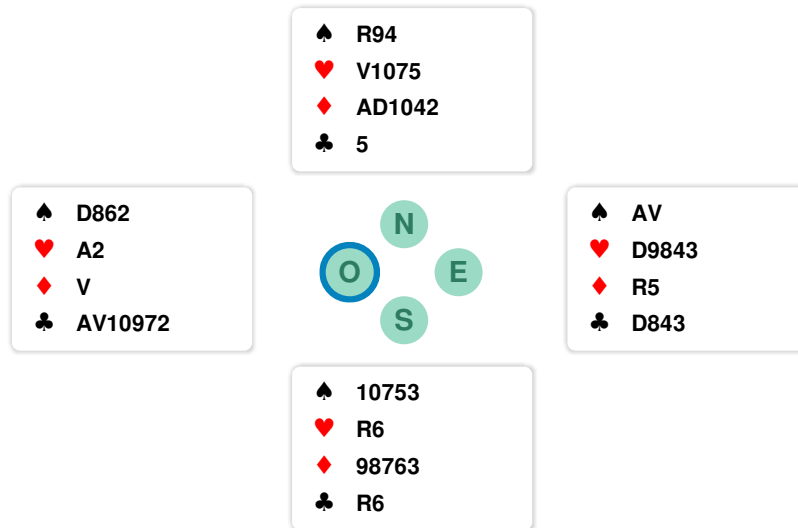 ♠ R94
♥ V1075
♦ AD1042
♣ 5
♠ D862
♥ A2
♦ V
♣ AV10972
N
O E
S
♠ AV
♥ D9843
♦ R5
♣ D843
♠ 10753
♥ R6
♦ 98763
♣ R6